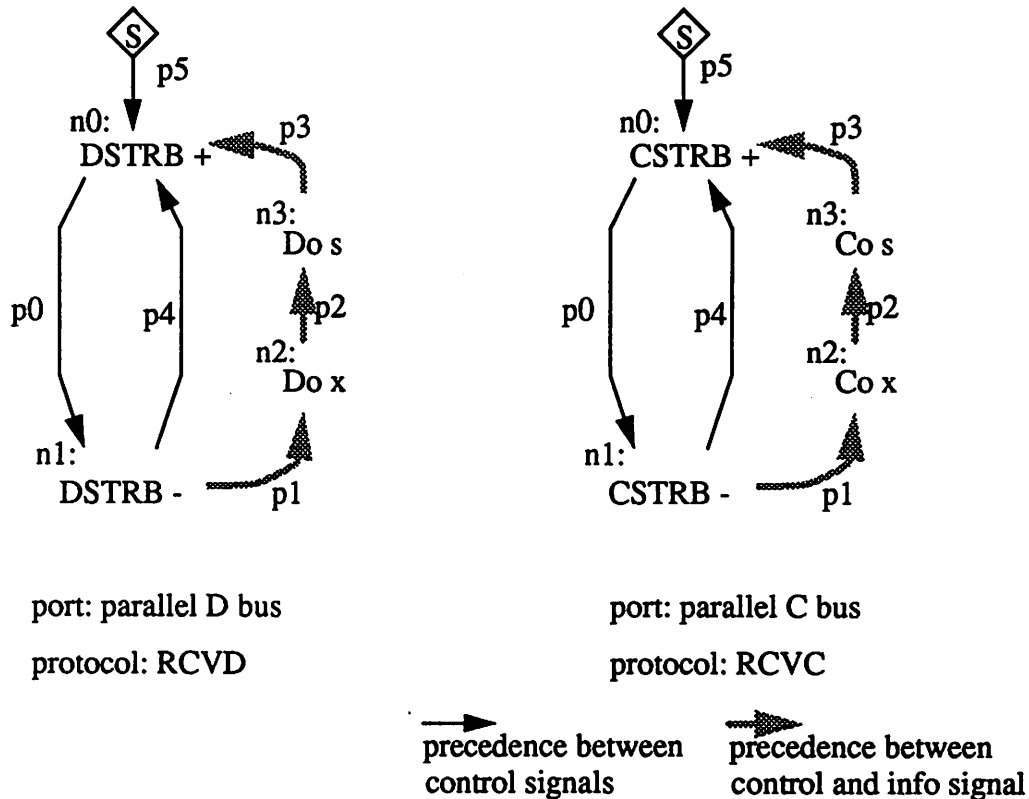 S
p5
n0:
DSTRB +
p3
n3:
Do s
p0
p4
p2
n2:
Do x
n1:
DSTRB -
p1
port: parallel D bus
protocol: RCVD
S
p5
n0:
CSTRB +
p3
n3:
Co s
p0
p4
p2
n2:
Co x
n1:
CSTRB -
p1
port: parallel C bus
protocol: RCVC
precedence between
control signals
precedence between
control and info signal